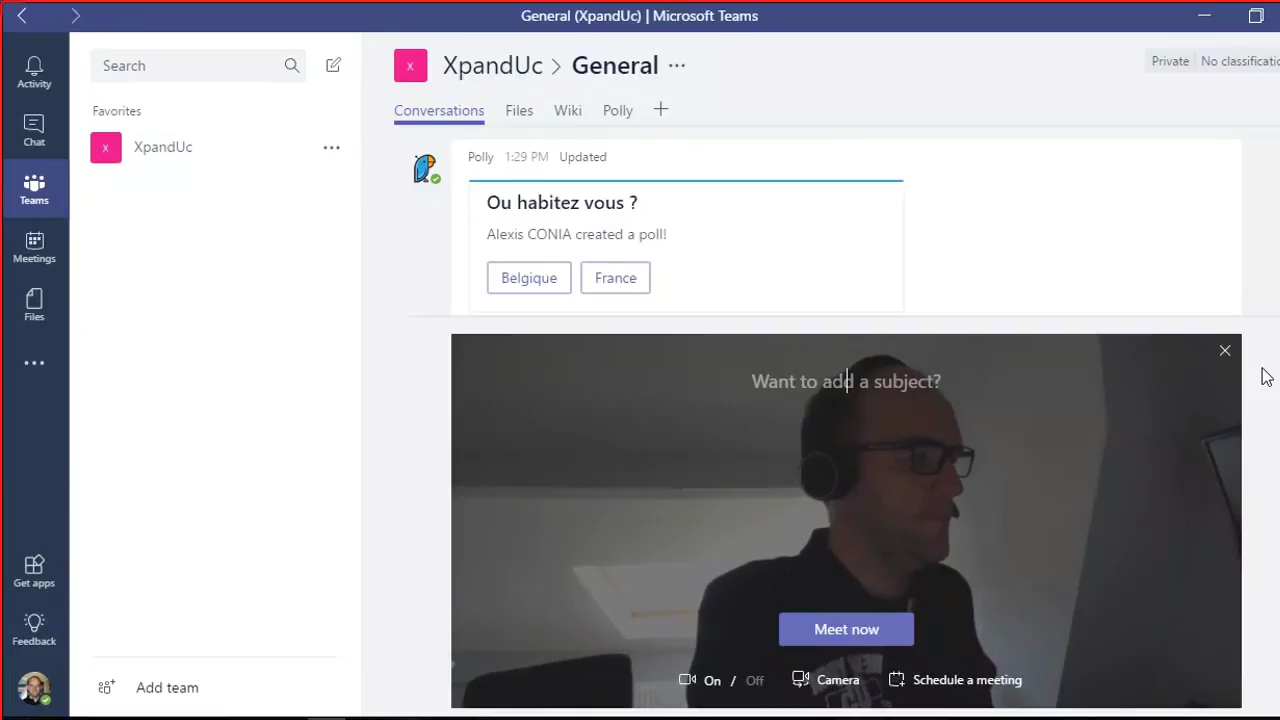 General (XpandUc) | Microsoft Teams
Activity
Chat
Teams
Meetings
Files
Get apps
Feedback
Search
Favorites
x XpandUc
Add team
x XpandUc > General
Private No classificatio
Conversations Files Wiki Polly
Polly 1:29 PM Updated
Ou habitez vous ?
Alexis CONIA created a poll!
Belgique France
Want to add a subject?
Meet now
On / Off Camera Schedule a meeting